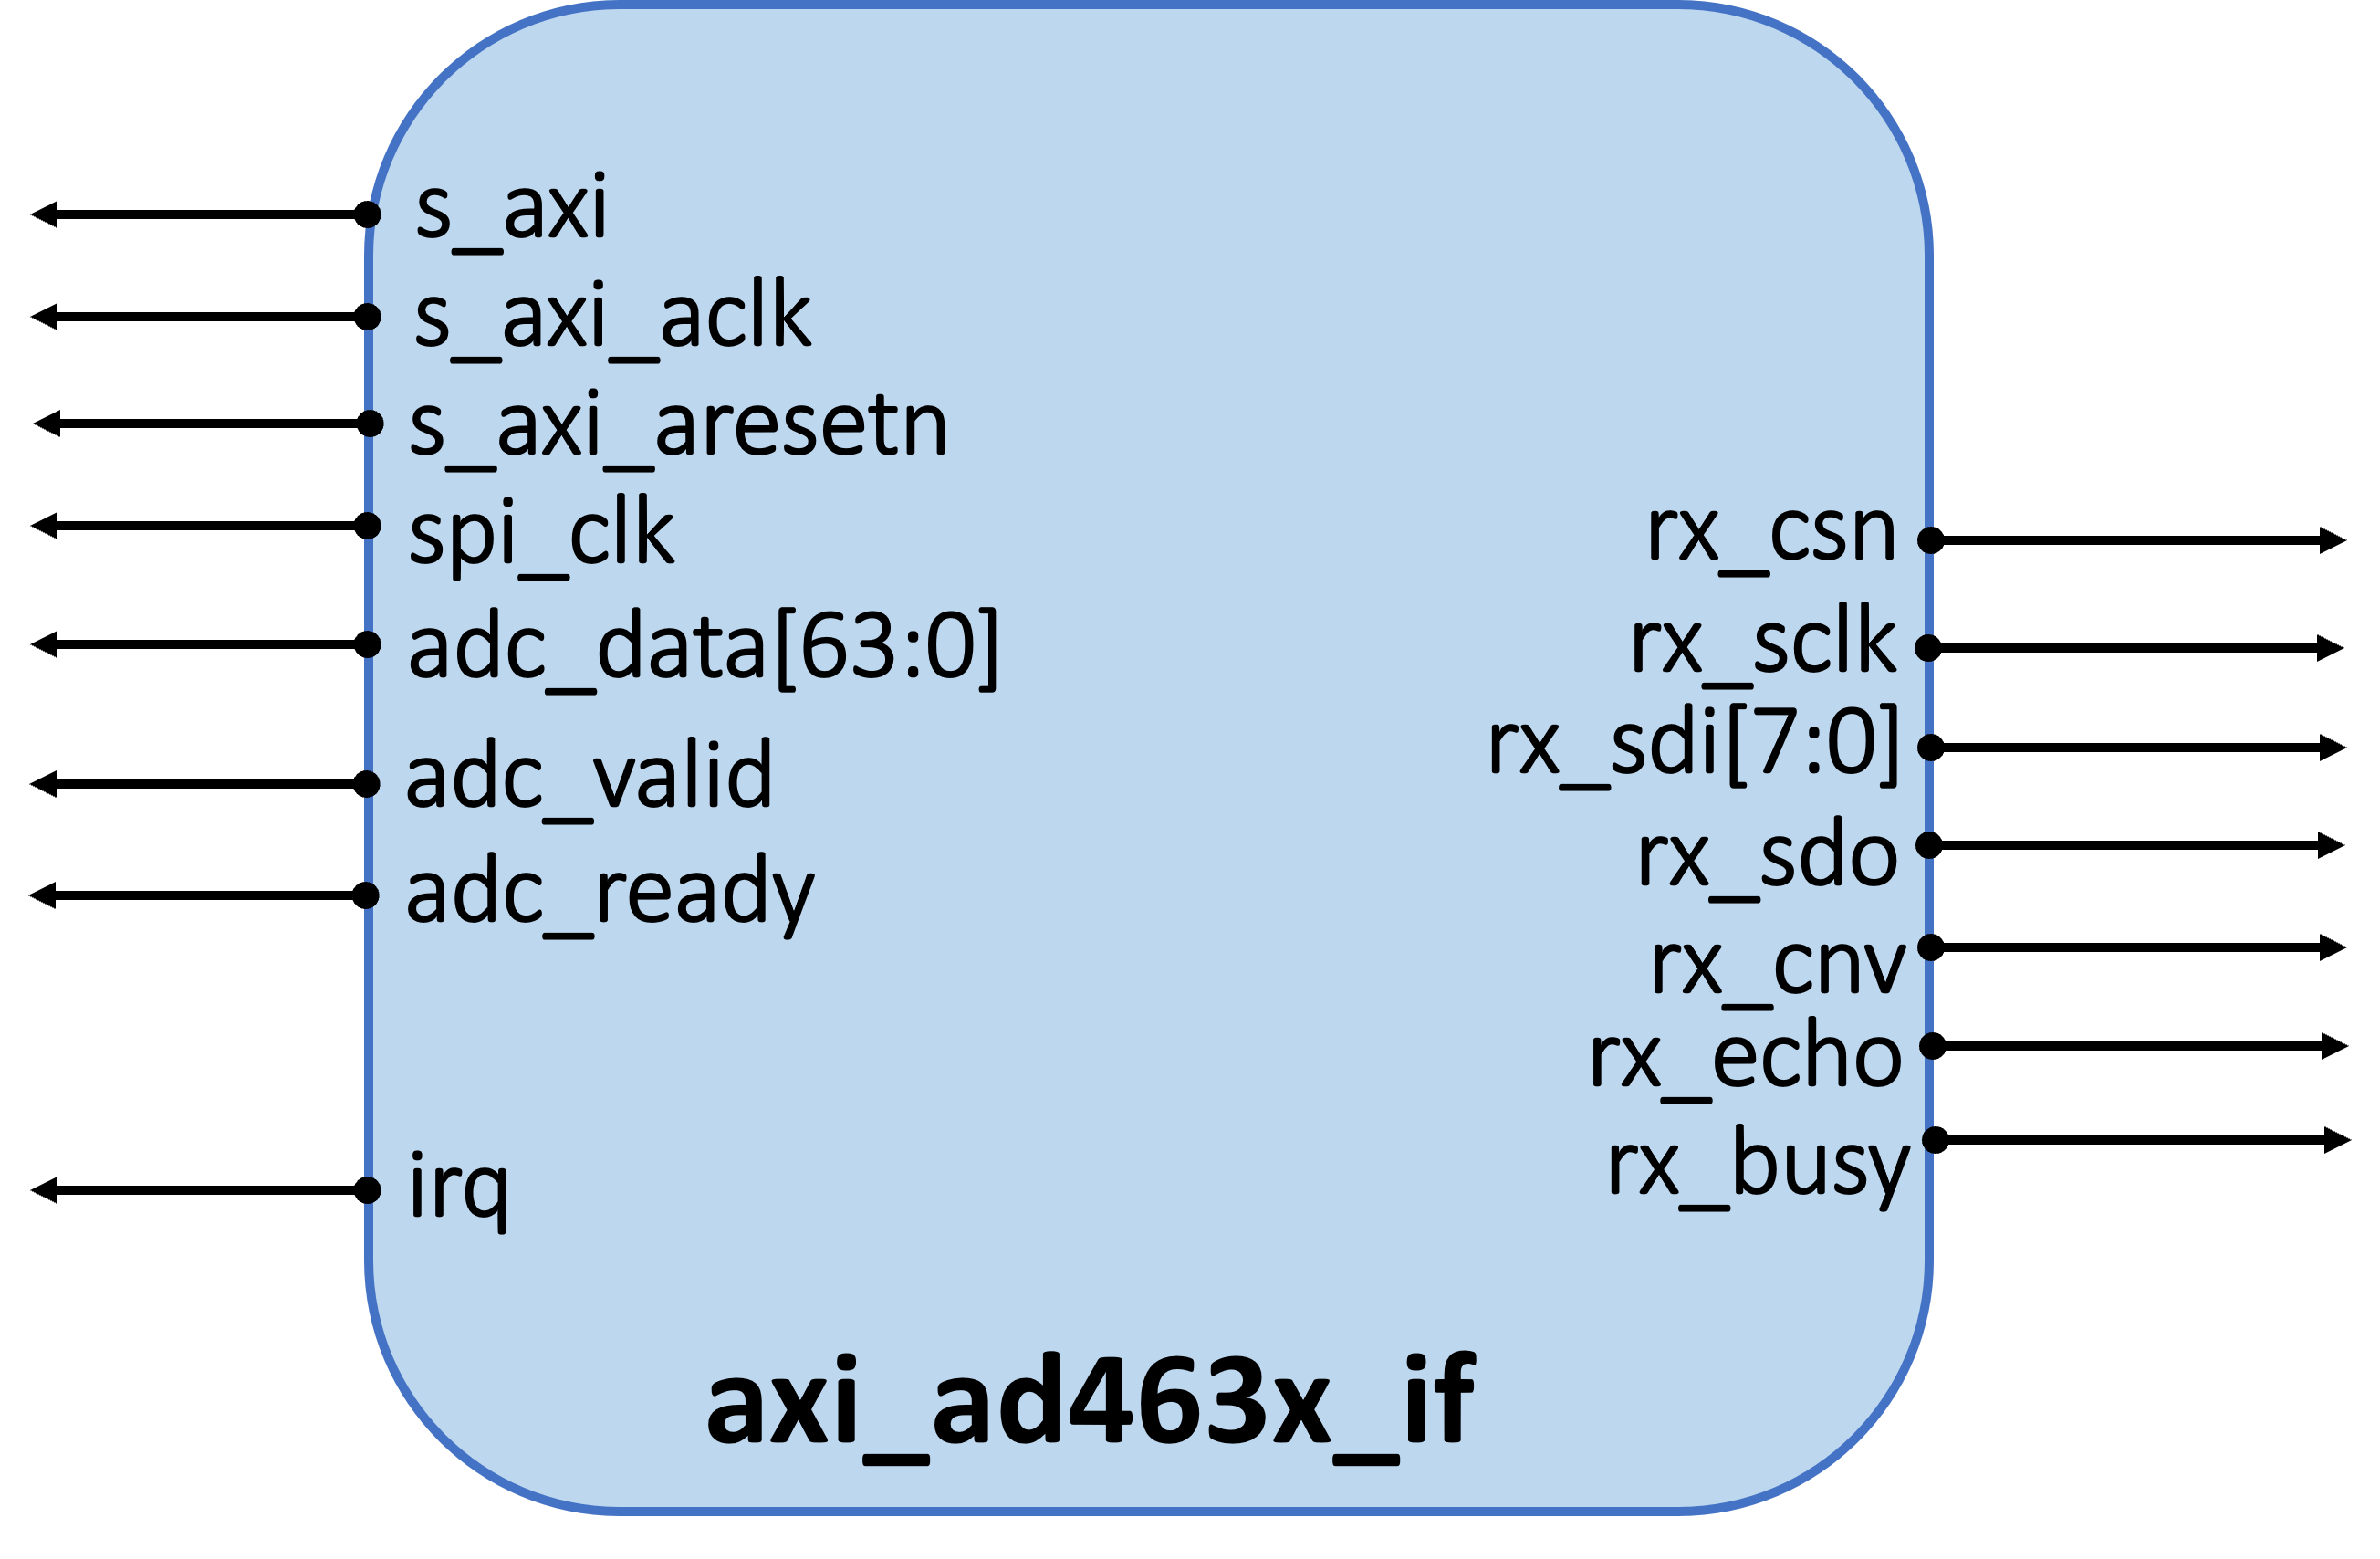 s_axi
s_axi_aclk
s_axi_aresetn
spi_clk
adc_data[63:0]
adc_valid
adc_ready
irq
rx_csn
rx_sclk
rx_sdi[7:0]
rx_sdo
rx_cnv
rx_echo
rx_busy
axi_ad463x_if